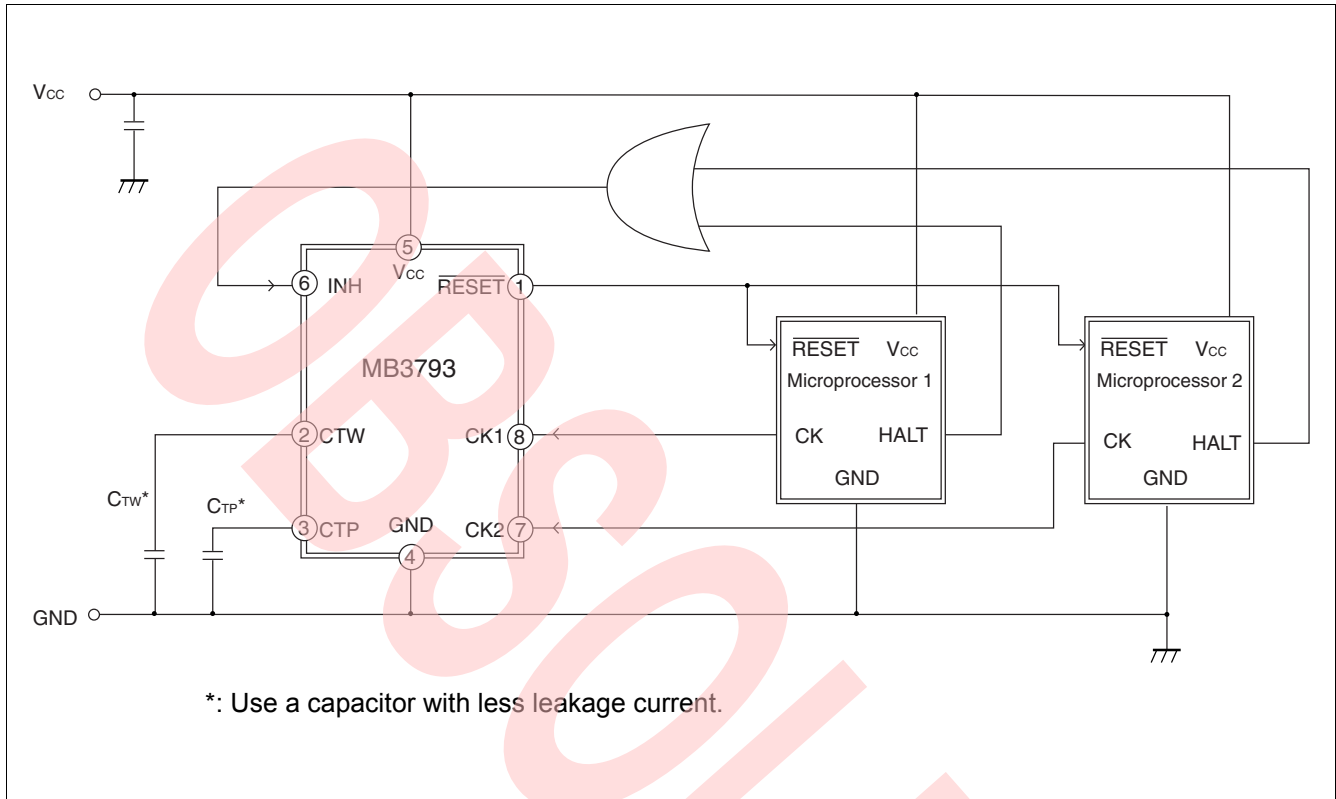 VCC
5
VCC
6 INH
RESET 1
MB3793
RESET VCC
Microprocessor 1
RESET VCC
Microprocessor 2
2 CTW
CK1 8
CK HALT
CK HALT
GND
GND
CTW*
CTP*
3 CTP
GND
CK2 7
4
GND
*: Use a capacitor with less leakage current.
OBSOL